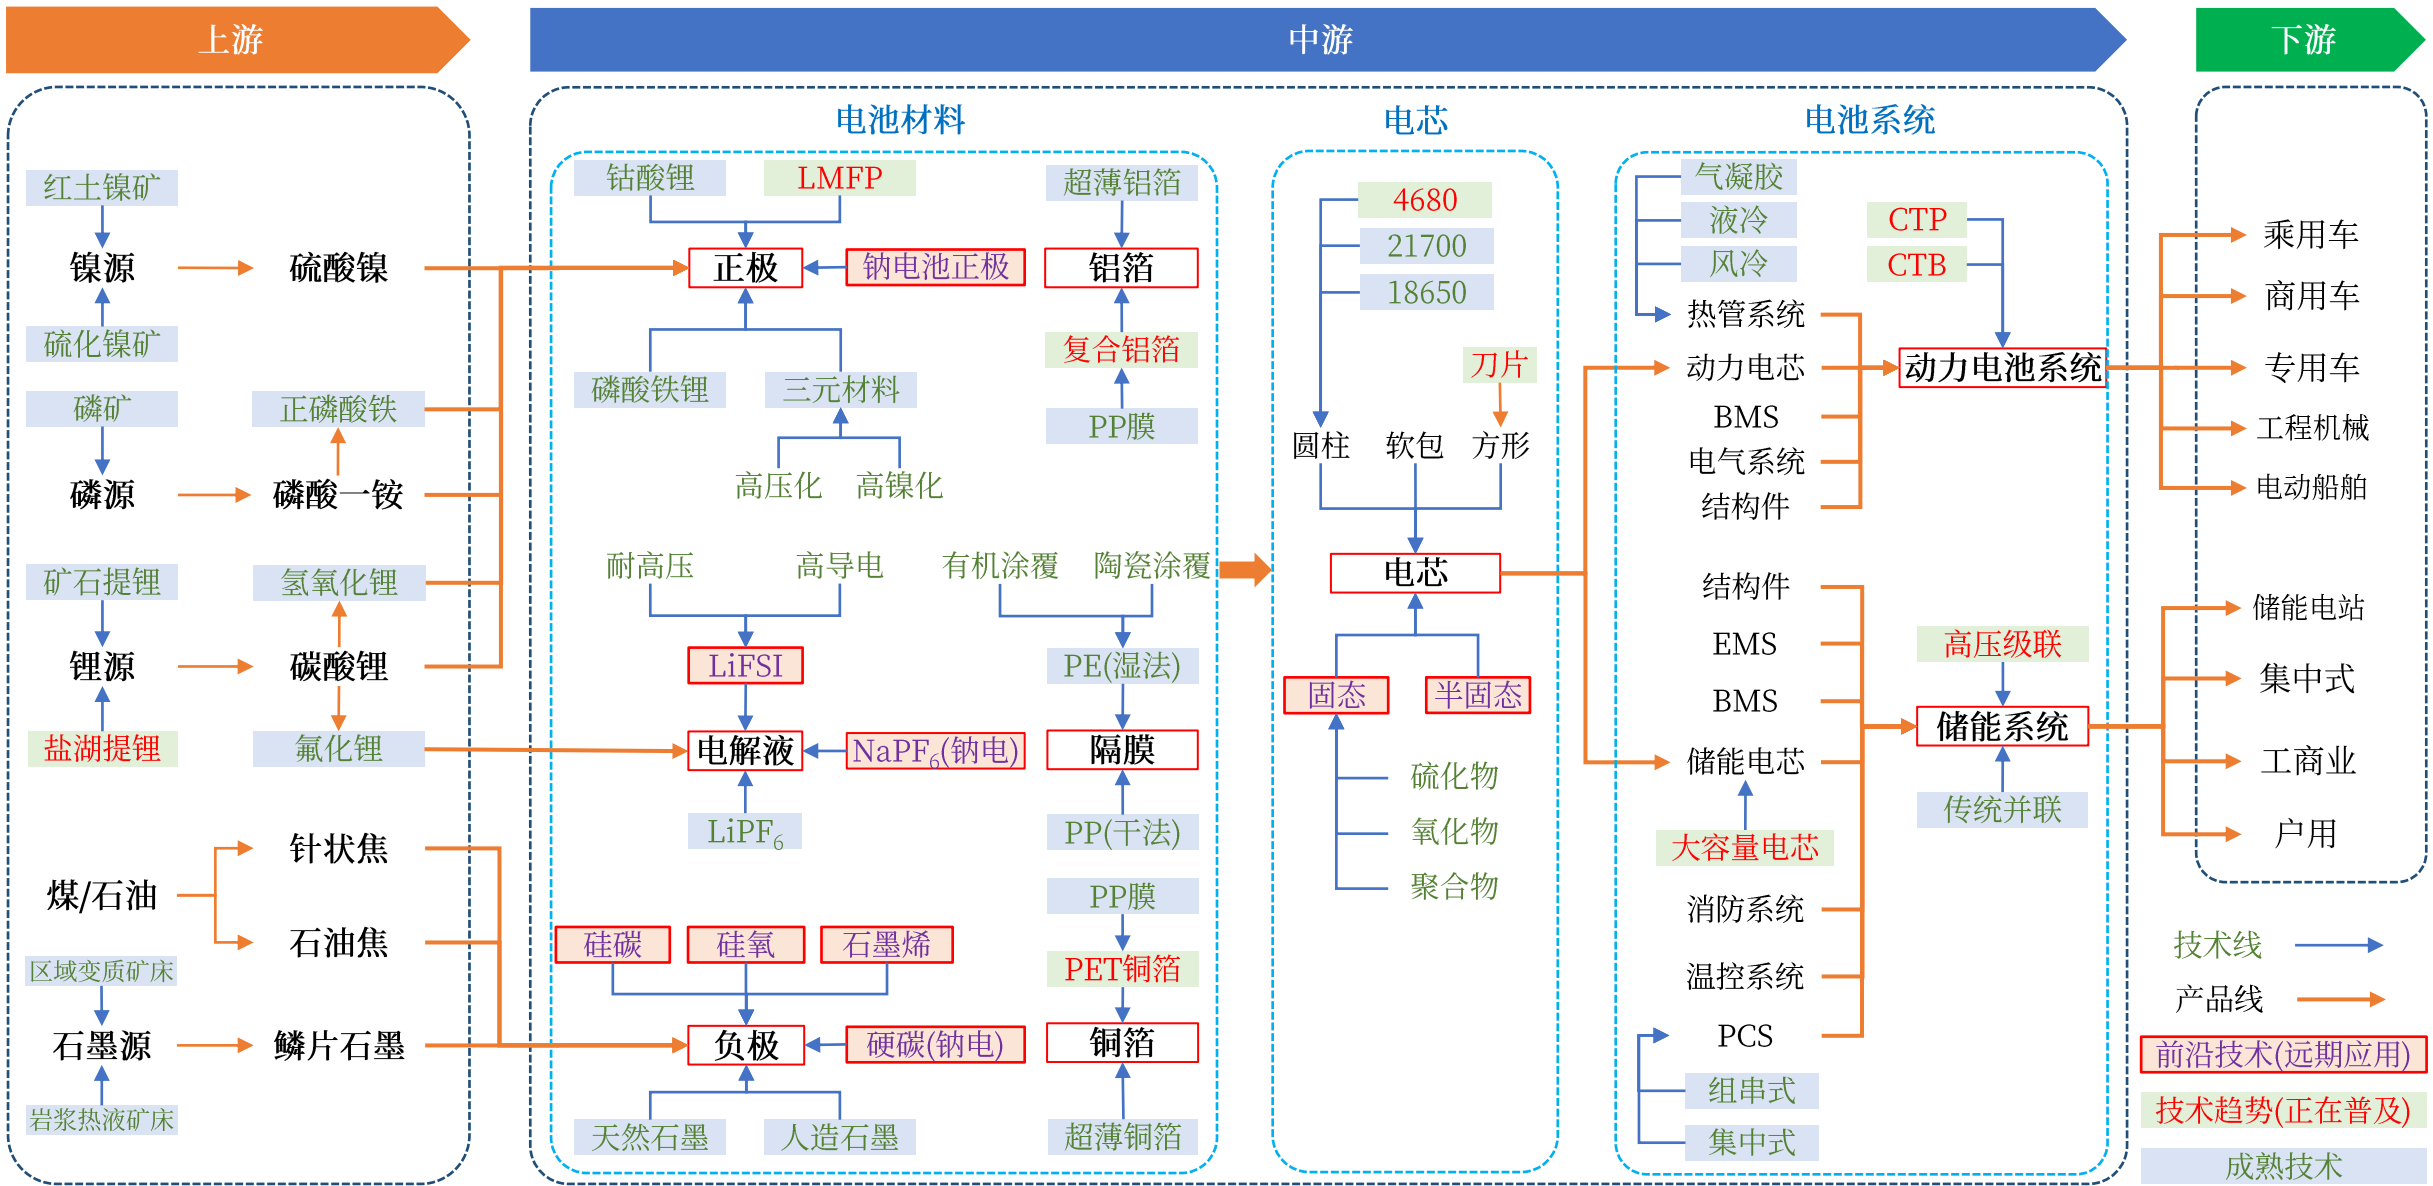 上游
中游
下游
红土镍矿
镍源
硫酸镍
硫化镍矿
磷矿
正磷酸铁
磷源
磷酸一铵
矿石提锂
氢氧化锂
锂源
碳酸锂
盐湖提锂
氟化锂
针状焦
煤/石油
石油焦
区域变质矿床
石墨源
鳞片石墨
岩浆热液矿床
电池材料
钴酸锂
LMFP
超薄铝箔
正极
钠电池正极
铝箔
复合铝箔
磷酸铁锂
三元材料
PP膜
高压化
高镍化
耐高压
高导电
有机涂覆
陶瓷涂覆
LiFSI
PE(湿法)
电解液
NaPF₆(钠电)
隔膜
LiPF₆
PP(干法)
PP膜
硅碳
硅氧
石墨烯
PET铜箔
负极
硬碳(钠电)
铜箔
天然石墨
人造石墨
超薄铜箔
电芯
4680
21700
18650
刀片
圆柱
软包
方形
电芯
固态
半固态
硫化物
氧化物
聚合物
电池系统
气凝胶
液冷
风冷
CTP
CTB
热管系统
动力电芯
动力电池系统
BMS
电气系统
结构件
结构件
EMS
高压级联
BMS
储能系统
储能电芯
传统并联
大容量电芯
消防系统
温控系统
PCS
组串式
集中式
乘用车
商用车
专用车
工程机械
电动船舶
储能电站
集中式
工商业
户用
技术线
产品线
前沿技术(远期应用)
技术趋势(正在普及)
成熟技术